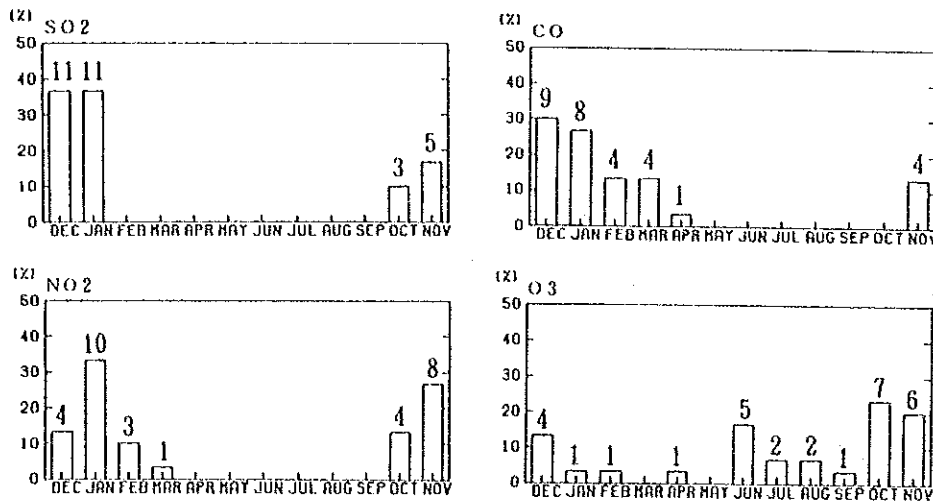 (%) SO2
50
40
30
20
10
0
11 11 3 5
DEC JAN FEB MAR APR MAY JUN JUL AUG SEP OCT NOV
(%) CO
50
40
30
20
10
0
9 8 4 4 1 4
DEC JAN FEB MAR APR MAY JUN JUL AUG SEP OCT NOV
(%) NO2
50
40
30
20
10
0
4 10 3 1 4 8
DEC JAN FEB MAR APR MAY JUN JUL AUG SEP OCT NOV
(%) O3
50
40
30
20
10
0
4 1 1 1 5 2 2 1 7 6
DEC JAN FEB MAR APR MAY JUN JUL AUG SEP OCT NOV